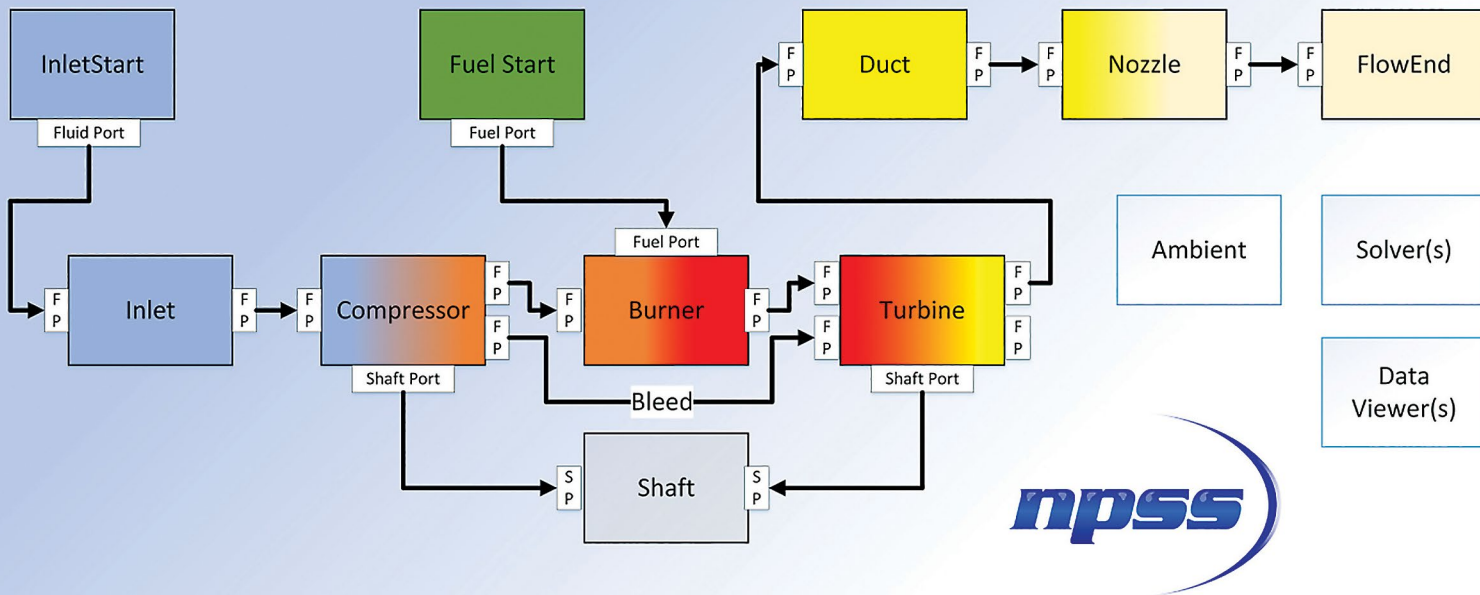 InletStart
Fluid Port
Fuel Start
Fuel Port
F
P
Duct
F
P
F
P
Nozzle
F
P
F
P
FlowEnd
F
P
Inlet
F
P
F
P
Compressor
F
P
F
P
Shaft Port
Fuel Port
F
P
Burner
F
P
F
P
F
P
Turbine
F
P
F
P
Shaft Port
Bleed
S
P
Shaft
S
P
Ambient
Solver(s)
Data
Viewer(s)
npss